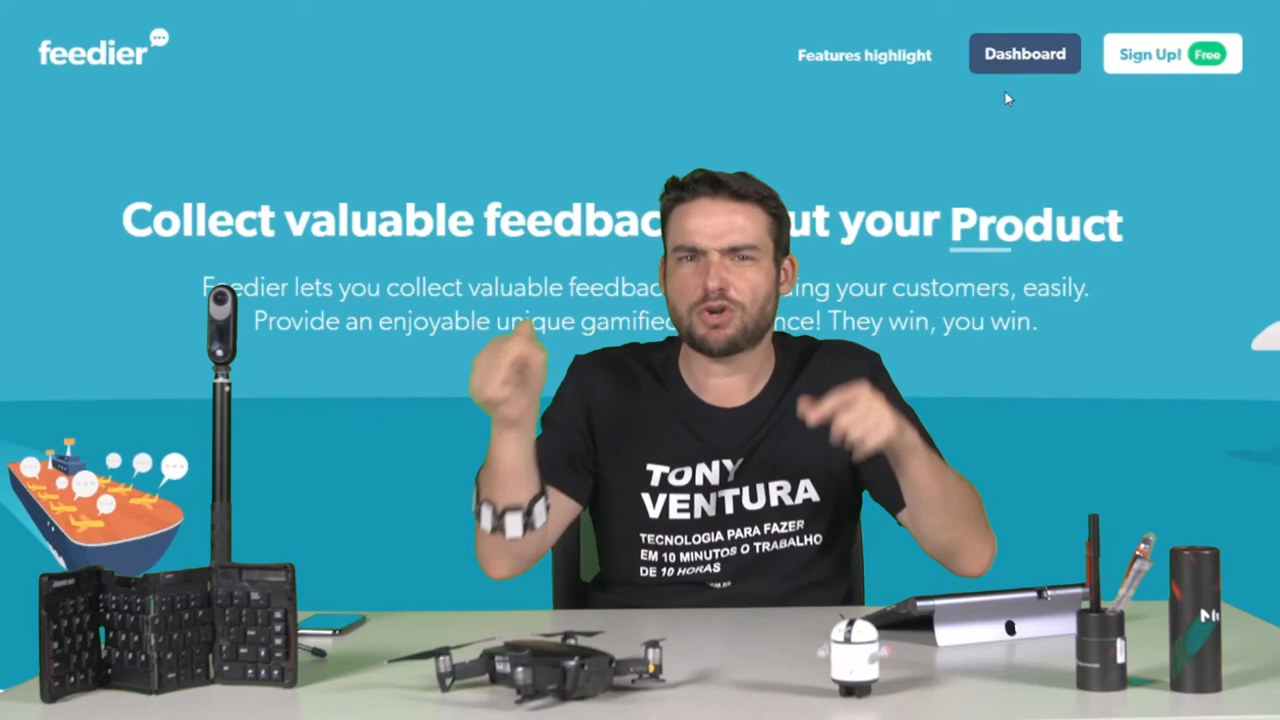 feedier
Features highlight
Dashboard
Sign Up! Free
Collect valuable feedbac ut your Product
Feedier lets you collect valuable feedbac ing your customers, easily.
Provide an enjoyable unique gamified nce! They win, you win.
TONY
VENTURA
TECNOLOGIA PARA FAZER
EM 10 MINUTOS O TRABALHO
DE 10 HORAS